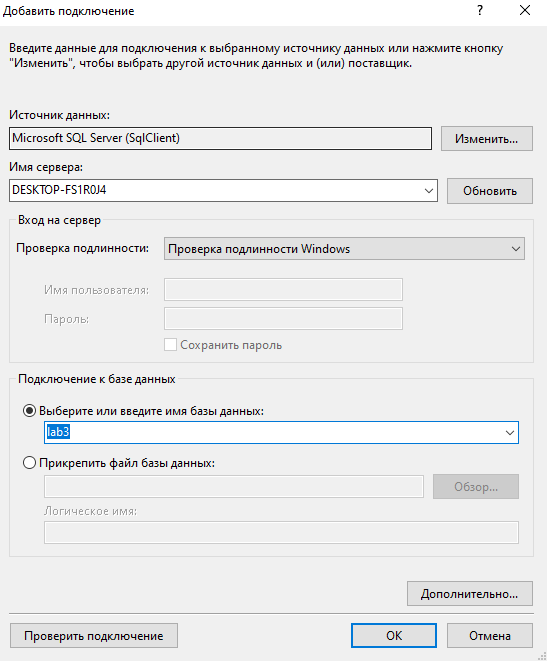 Добавить подключение
?
Введите данные для подключения к выбранному источнику данных или нажмите кнопку
"Изменить", чтобы выбрать другой источник данных и (или) поставщик.
Источник данных:
Microsoft SQL Server (SqlClient)
Изменить...
Имя сервера:
DESKTOP-FS1R0J4
Обновить
Вход на сервер
Проверка подлинности:
Проверка подлинности Windows
Имя пользователя:
Пароль:
Сохранить пароль
Подключение к базе данных
Выберите или введите имя базы данных:
lab3
Прикрепить файл базы данных:
Обзор...
Логическое имя:
Дополнительно...
Проверить подключение
ОК
Отмена